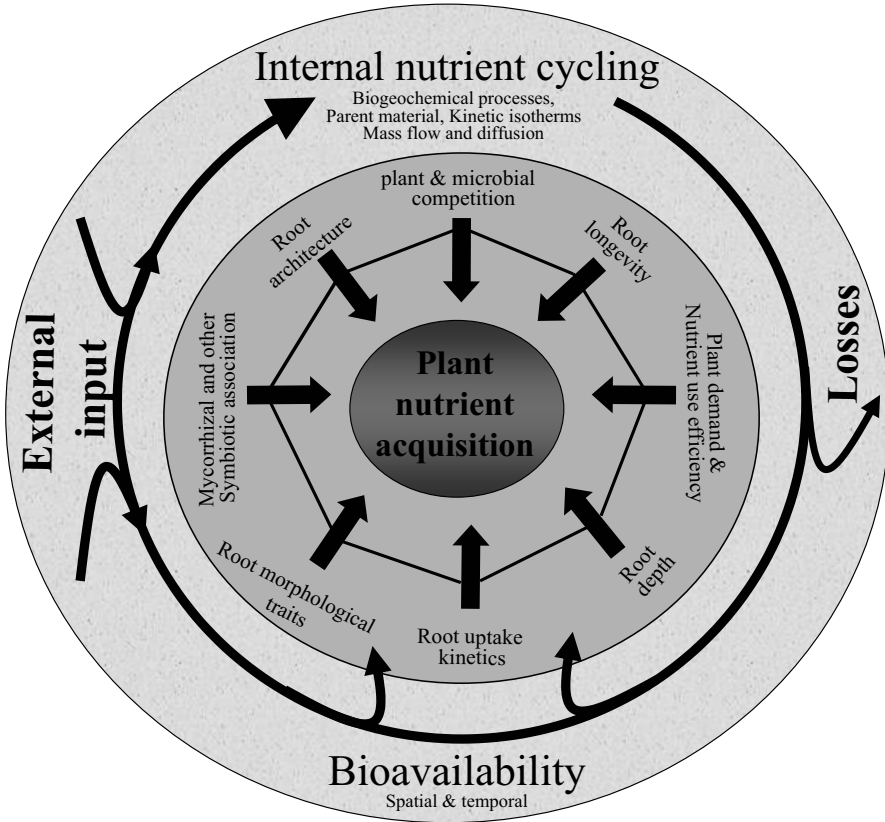 Internal nutrient cycling
Biogeochemical processes,
Parent material, Kinetic isotherms
Mass flow and diffusion
plant & microbial
competition
Root
architecture
Root
longevity
External
input
Mycorrhizal and other
Symbiotic association
Plant
nutrient
acquisition
Plant demand &
Nutrient use efficiency
Losses
Root morphological
traits
Root uptake
kinetics
Root
depth
Bioavailability
Spatial & temporal